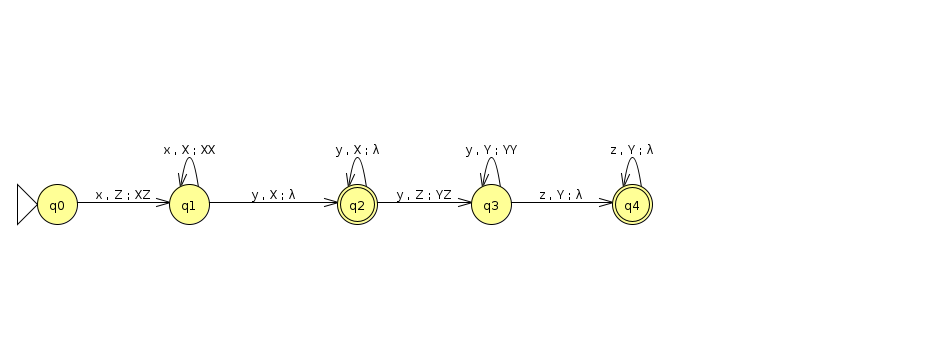 x , X ; XX
y , X ; λ
y , Y ; YY
z , Y ; λ
q0
x , Z ; XZ
q1
y , X ; λ
q2
y , Z ; YZ
q3
z , Y ; λ
q4